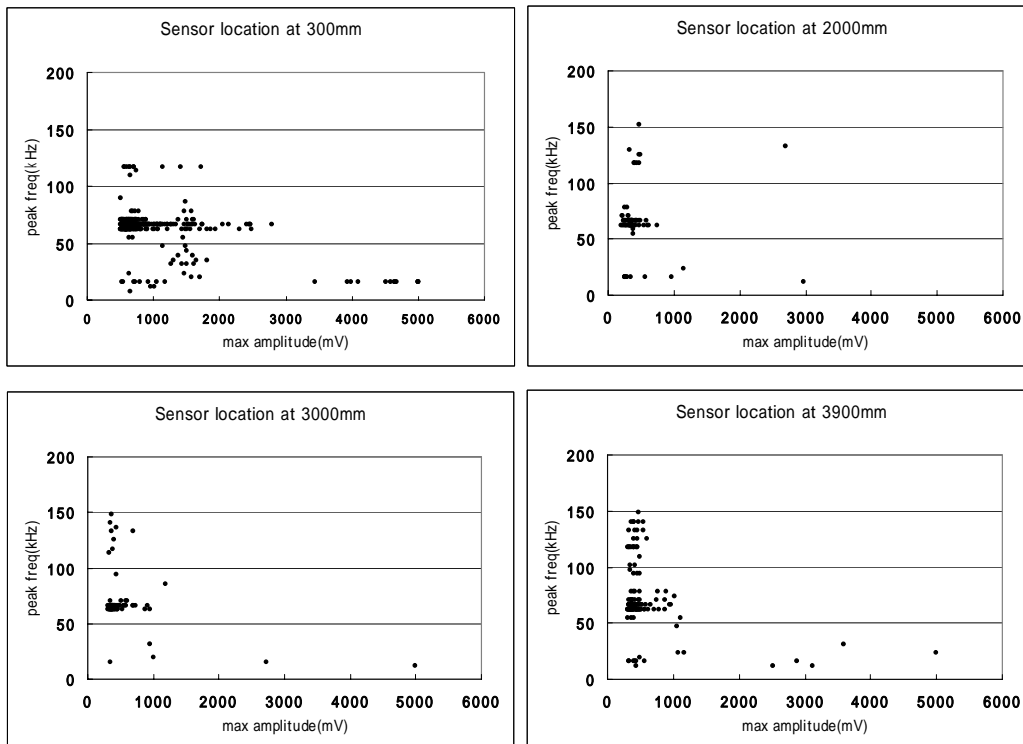 Sensor location at 300mm
200
150
100
50
0
peak freq(kHz)
0 1000 2000 3000 4000 5000 6000
max amplitude(mV)
Sensor location at 2000mm
200
150
100
50
0
peak freq(kHz)
0 1000 2000 3000 4000 5000 6000
max amplitude(mV)
Sensor location at 3000mm
200
150
100
50
0
peak freq(kHz)
0 1000 2000 3000 4000 5000 6000
max amplitude(mV)
Sensor location at 3900mm
200
150
100
50
0
peak freq(kHz)
0 1000 2000 3000 4000 5000 6000
max amplitude(mV)